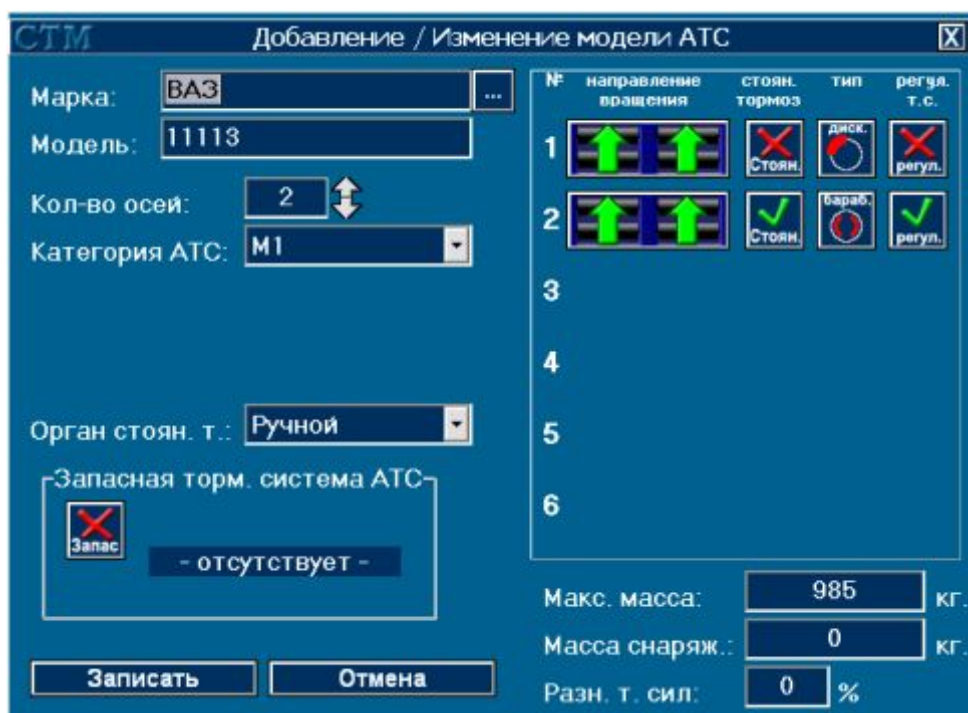 СТМ Добавление / Изменение модели АТС X
Марка: ВАЗ ...
Модель: 11113
Кол-во осей: 2
Категория АТС: М1
Орган стоян. т.: Ручной
Запасная торм. система АТС
Запас
- отсутствует -
Записать Отмена
№ направление вращения стоян. тормоз тип регул. т.с.
1 Стоян. диск. регул.
2 Стоян. бараб. регул.
3
4
5
6
Макс. масса: 985 кг.
Масса снаряж.: 0 кг.
Разн. т. сил: 0 %